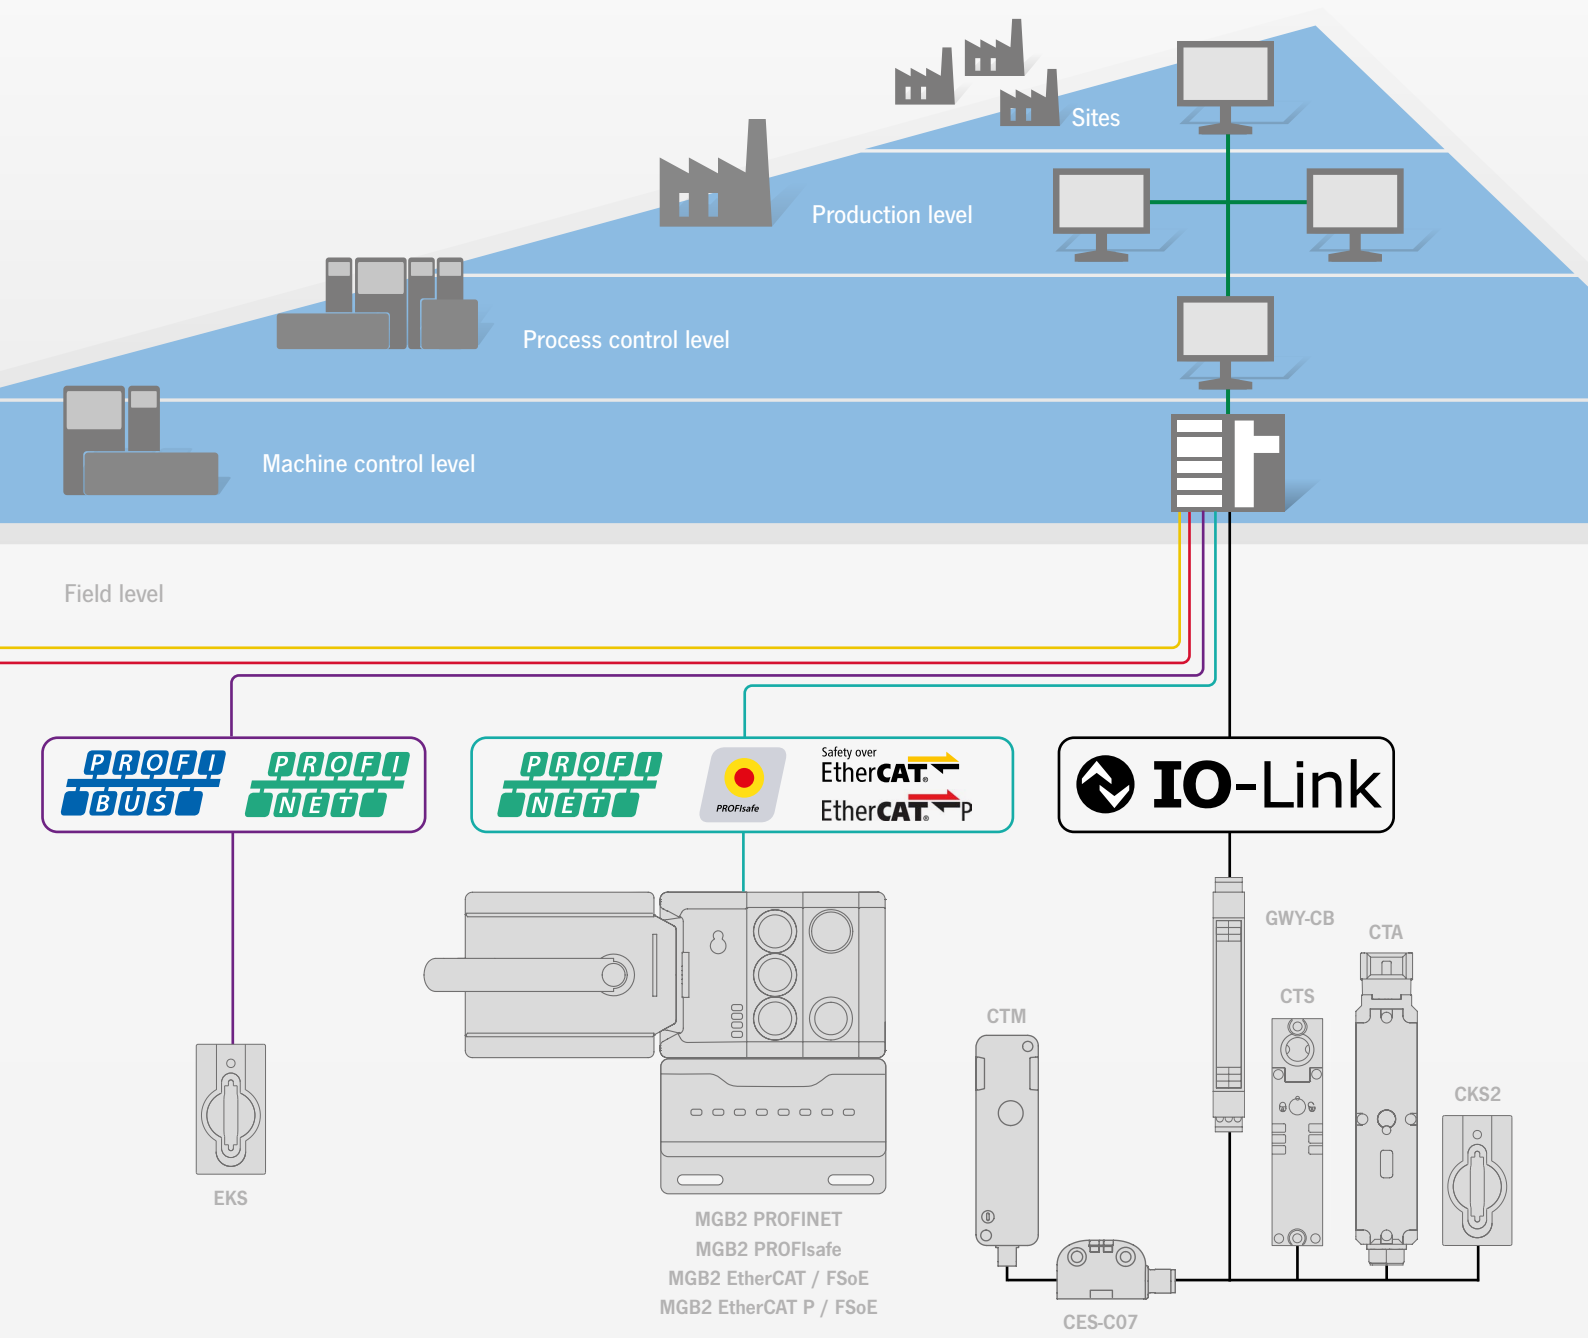 Sites
Production level
Process control level
Machine control level
Field level
PROFI
BUS
PROFI
NET
PROFI
NET
PROFIsafe
Safety over
EtherCAT®
EtherCAT® P
IO-Link
GWY-CB
CTA
CTS
CTM
CKS2
EKS
MGB2 PROFINET
MGB2 PROFIsafe
MGB2 EtherCAT / FSoE
MGB2 EtherCAT P / FSoE
CES-C07